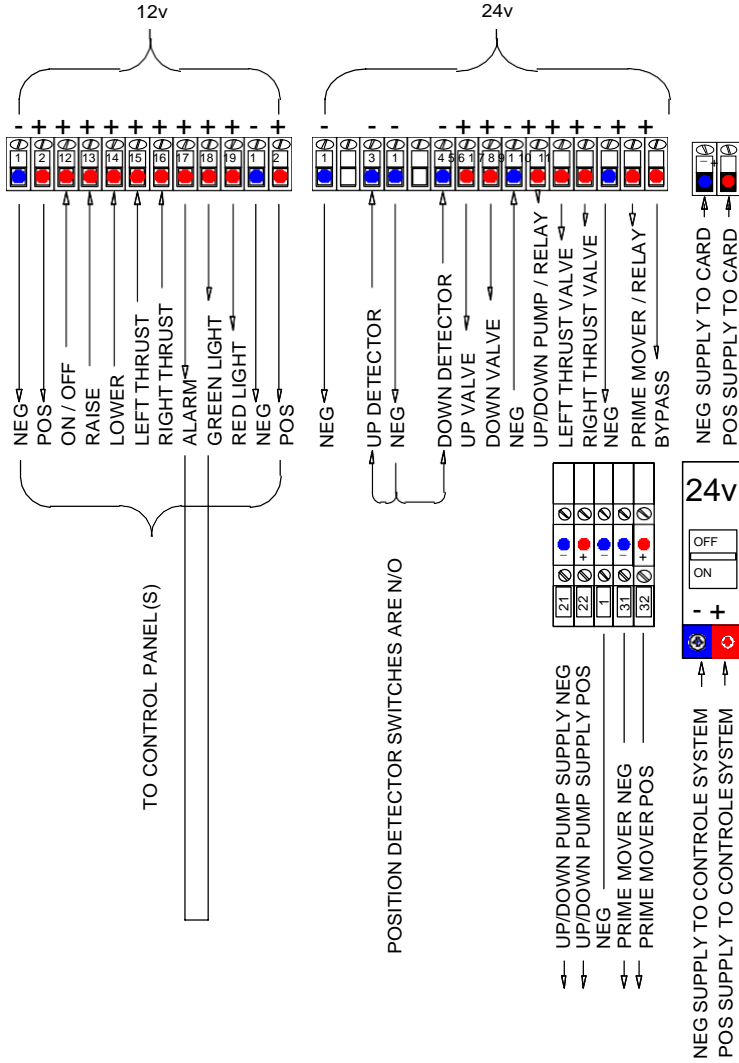 12v
24v
- + + + + + + + + + - +
- - - - + + - + + + + - + +
1 2 12 13 14 15 16 17 18 19 1 2
1 3 1 4 5 6 1 7 8 9 1 10 11
- +
NEG
POS
ON / OFF
RAISE
LOWER
LEFT THRUST
RIGHT THRUST
ALARM
GREEN LIGHT
RED LIGHT
NEG
POS
NEG
UP DETECTOR
NEG
DOWN DETECTOR
UP VALVE
DOWN VALVE
NEG
UP/DOWN PUMP / RELAY
LEFT THRUST VALVE
RIGHT THRUST VALVE
NEG
PRIME MOVER / RELAY
BYPASS
NEG SUPPLY TO CARD
POS SUPPLY TO CARD
TO CONTROL PANEL(S)
POSITION DETECTOR SWITCHES ARE N/O
- + - - +
21 22 1 31 32
UP/DOWN PUMP SUPPLY NEG
UP/DOWN PUMP SUPPLY POS
NEG
PRIME MOVER NEG
PRIME MOVER POS
24v
OFF
ON
- +
NEG SUPPLY TO CONTROLE SYSTEM
POS SUPPLY TO CONTROLE SYSTEM